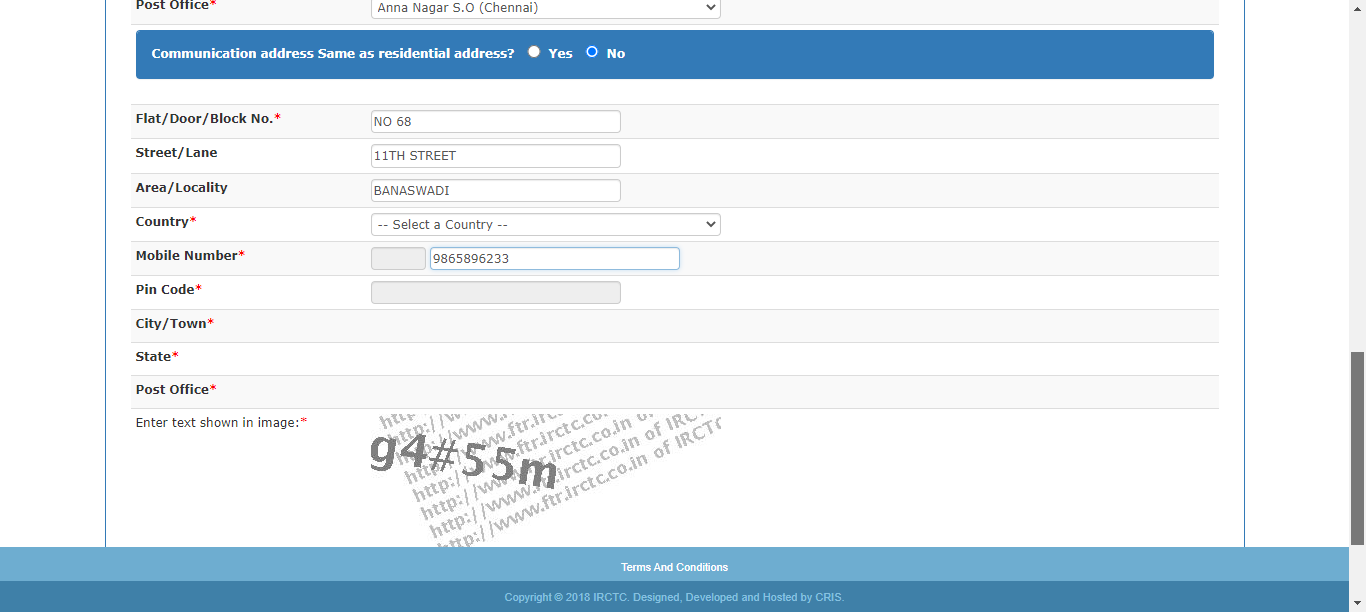 Post Office*
Anna Nagar S.O (Chennai)
Communication address Same as residential address? Yes No
Flat/Door/Block No.*
NO 68
Street/Lane
11TH STREET
Area/Locality
BANASWADI
Country*
-- Select a Country --
Mobile Number*
9865896233
Pin Code*
City/Town*
State*
Post Office*
Enter text shown in image:*
g4#55m
http://www.ftr.irctc.co.in of IRCTC
Terms And Conditions
Copyright © 2018 IRCTC. Designed, Developed and Hosted by CRIS.